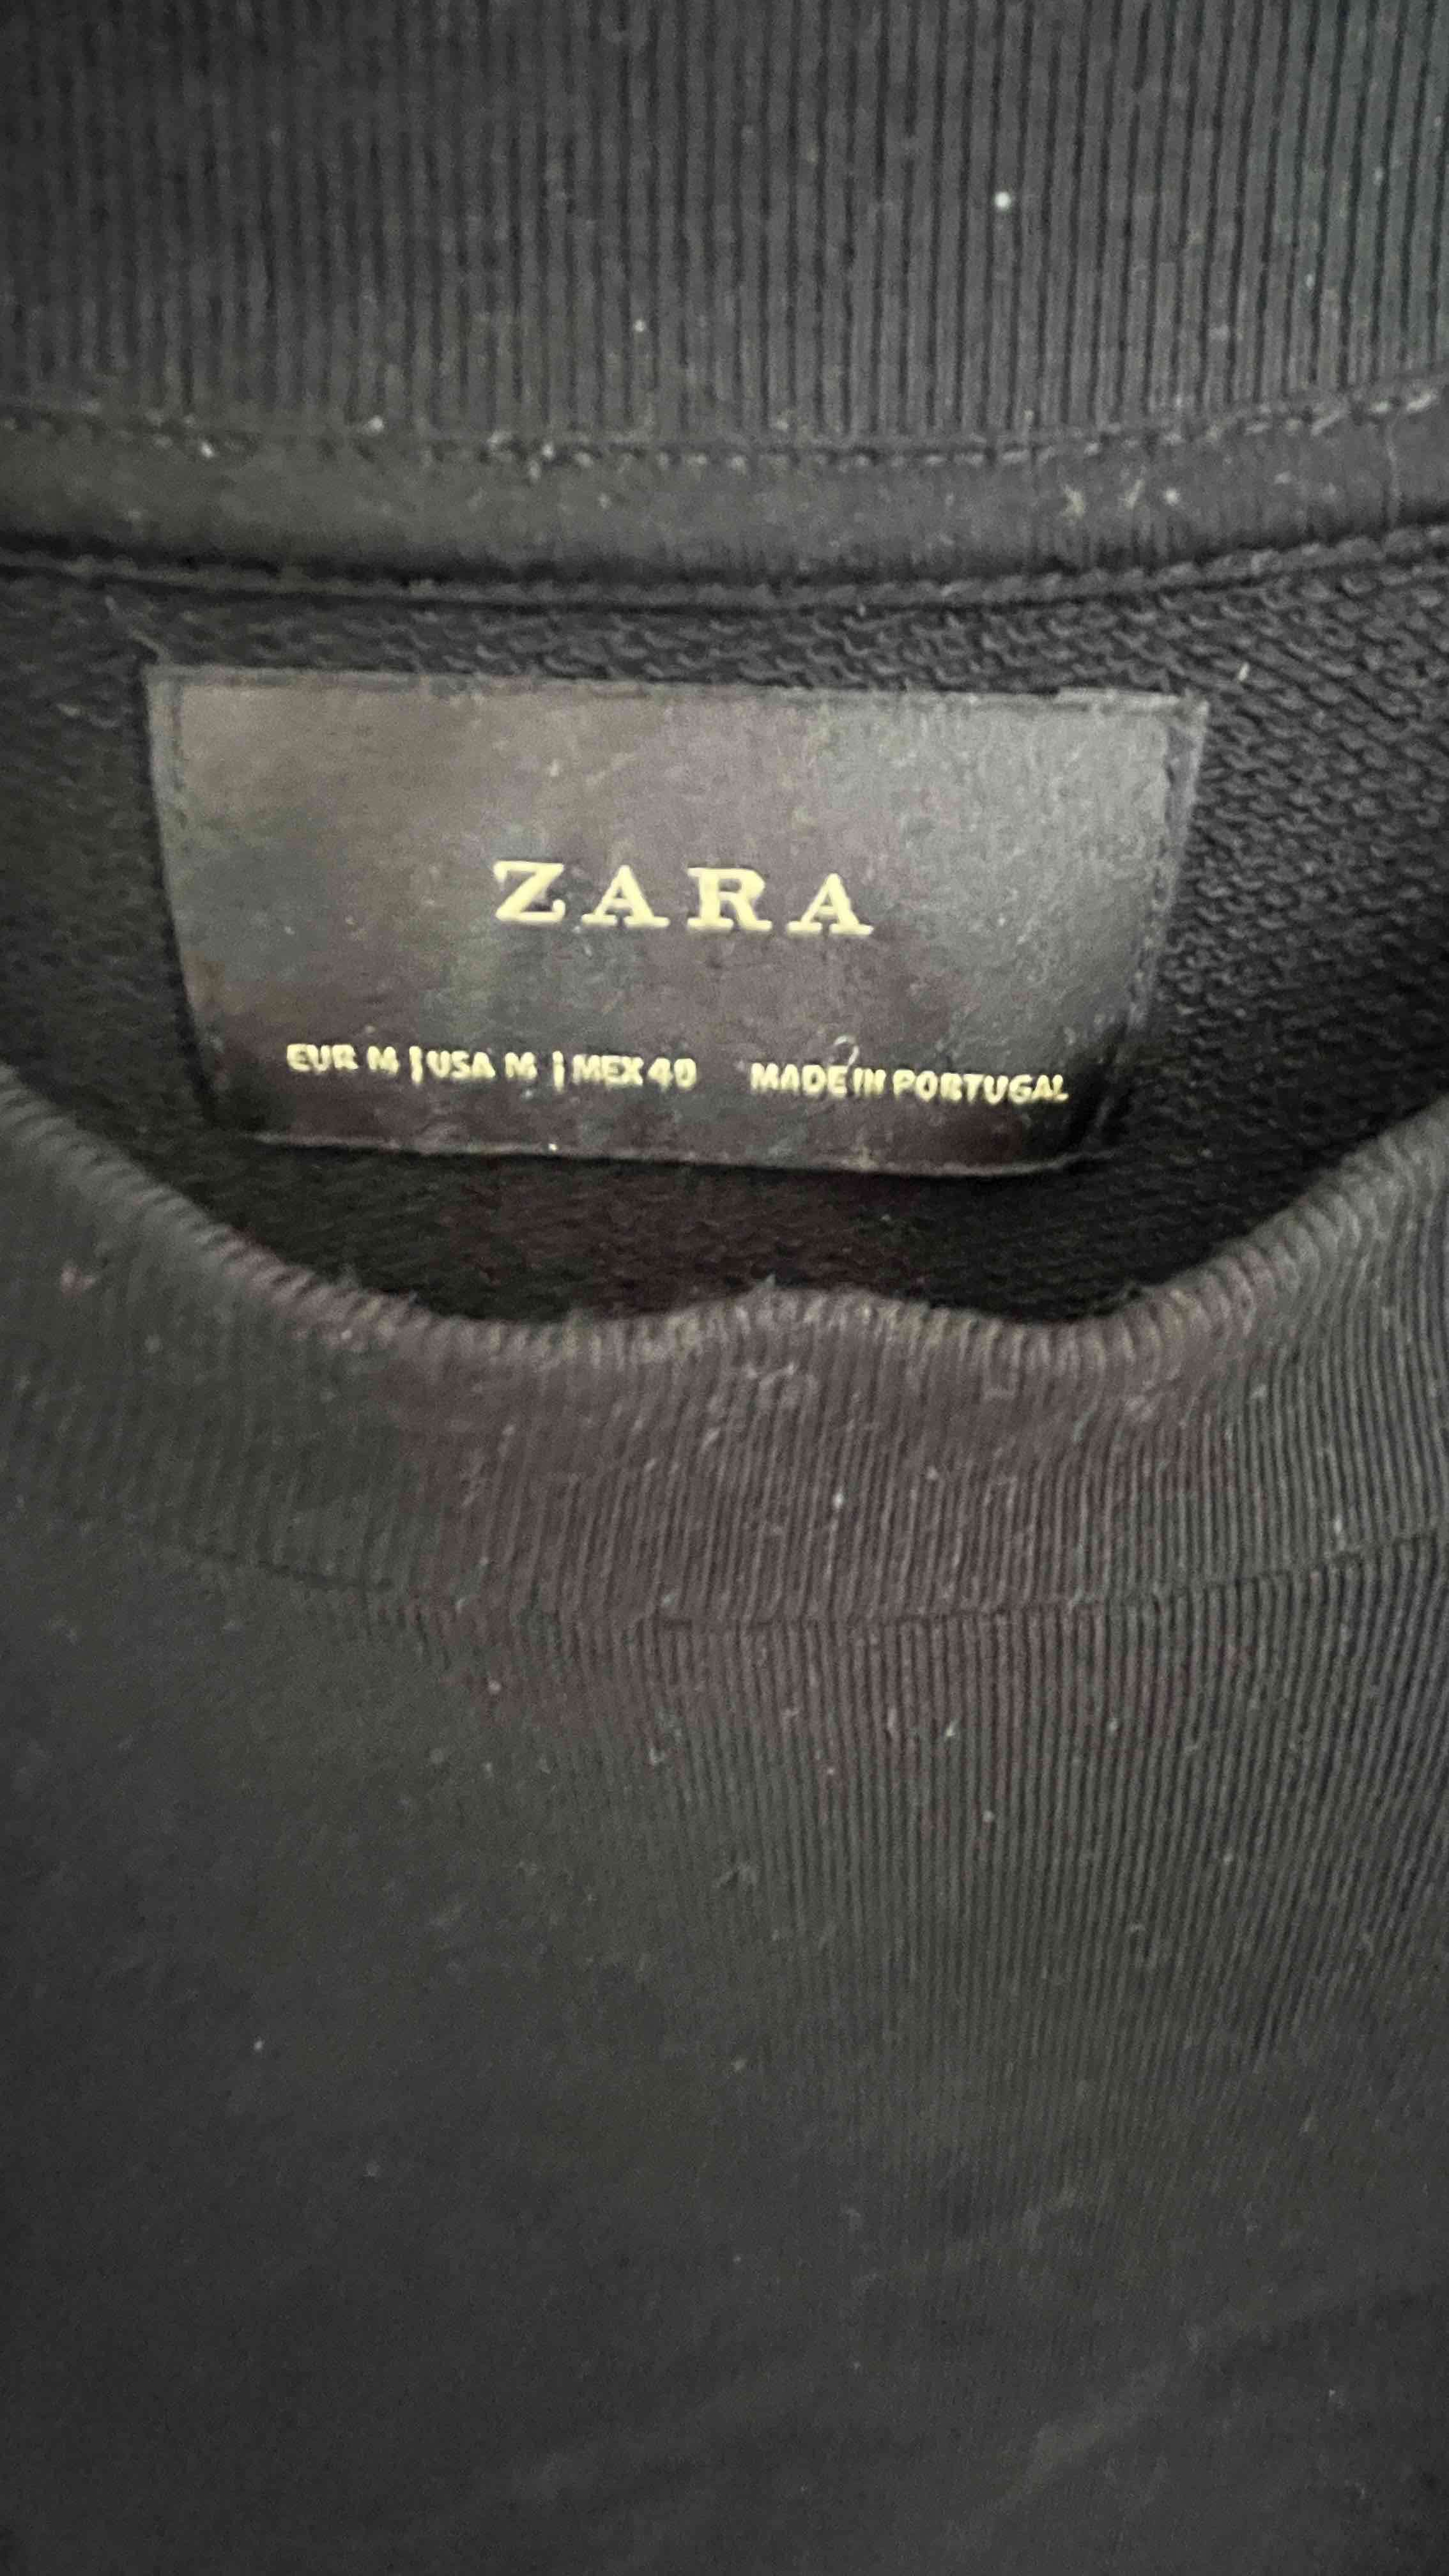 ZARA
EUR M | USA M | MEX 40 MADE IN PORTUGAL